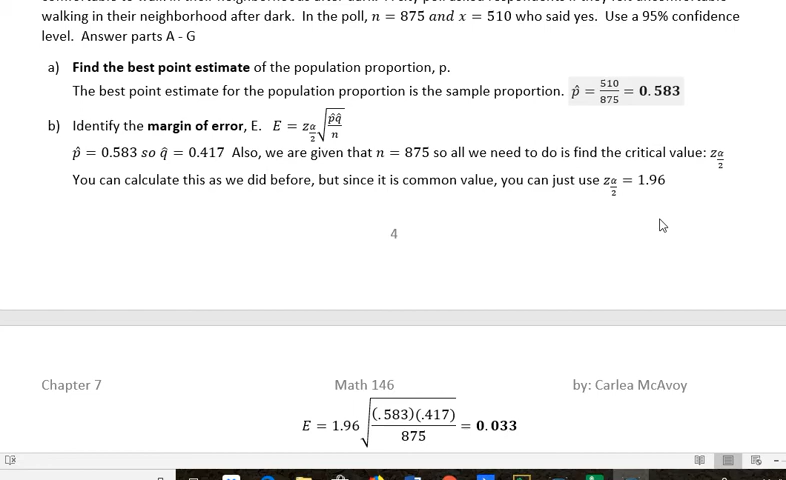 walking in their neighborhood after dark. In the poll, n = 875 and x = 510 who said yes. Use a 95% confidence
level. Answer parts A - G
a) Find the best point estimate of the population proportion, p.
The best point estimate for the population proportion is the sample proportion. p̂ = 510/875 = 0.583
b) Identify the margin of error, E. E = z_{α/2} √(p̂q̂/n)
p̂ = 0.583 so q̂ = 0.417 Also, we are given that n = 875 so all we need to do is find the critical value: z_{α/2}
You can calculate this as we did before, but since it is common value, you can just use z_{α/2} = 1.96
4
Chapter 7 Math 146 by: Carlea McAvoy
E = 1.96 √((.583)(.417)/875) = 0.033